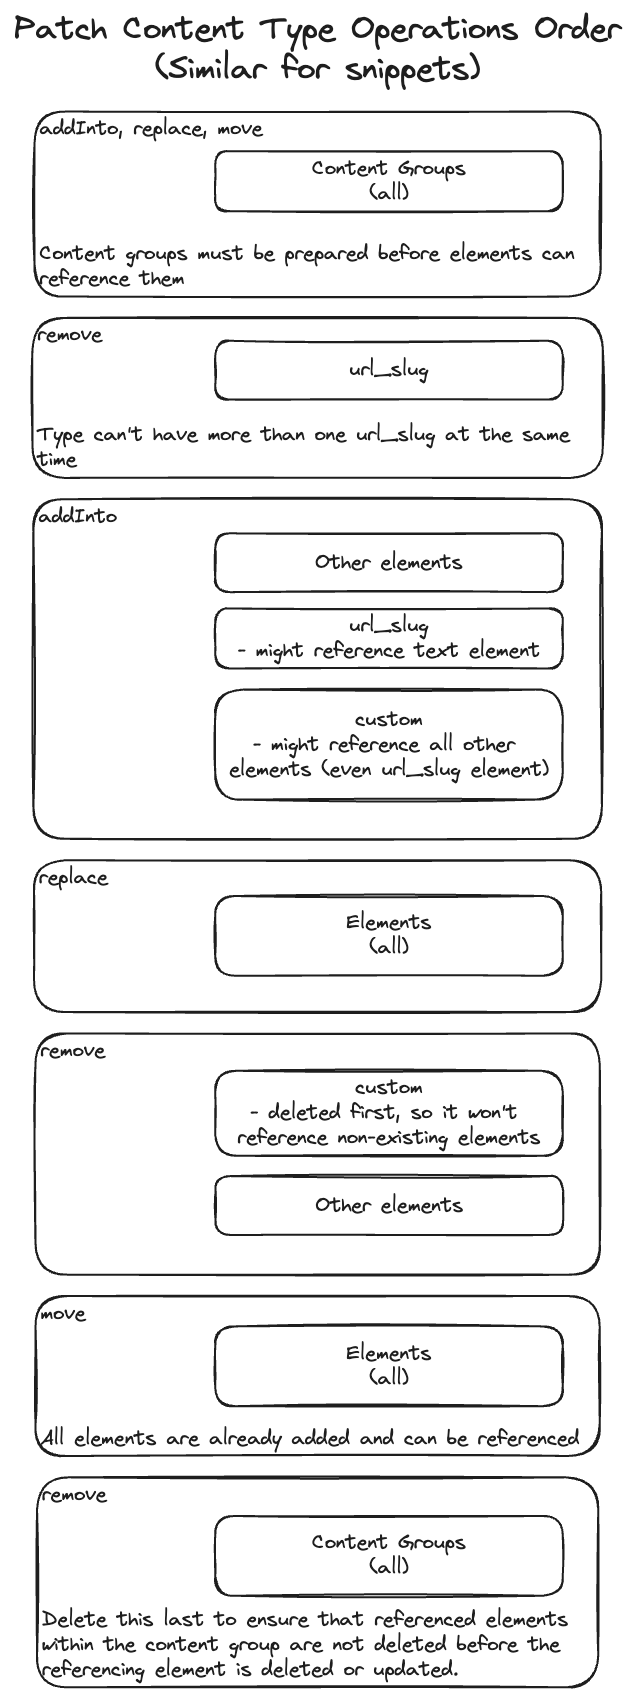 Patch Content Type Operations Order
(Similar for snippets)
addInto, replace, move
Content Groups
(all)
Content groups must be prepared before elements can
reference them
remove
url_slug
Type can't have more than one url_slug at the same
time
addInto
Other elements
url_slug
- might reference text element
custom
- might reference all other
elements (even url_slug element)
replace
Elements
(all)
remove
custom
- deleted first, so it won't
reference non-existing elements
Other elements
move
Elements
(all)
All elements are already added and can be referenced
remove
Content Groups
(all)
Delete this last to ensure that referenced elements
within the content group are not deleted before the
referencing element is deleted or updated.